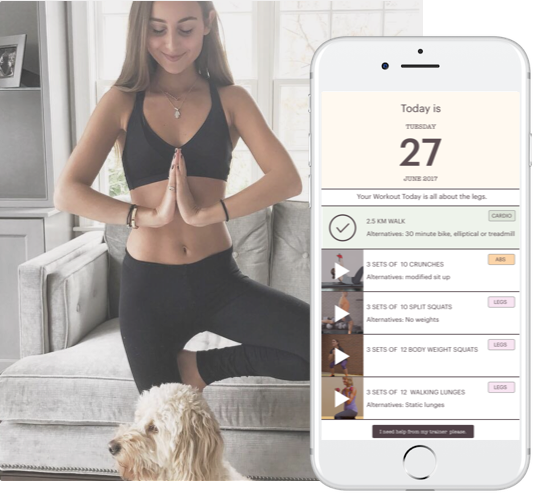 Today is
TUESDAY
27
JUNE 2017
Your Workout Today is all about the legs.
2.5 KM WALK
CARDIO
Alternatives: 30 minute bike, elliptical or treadmill
3 SETS OF 10 CRUNCHES
ABS
Alternatives: modified sit up
3 SETS OF 10 SPLIT SQUATS
LEGS
Alternatives: No weights
3 SETS OF 12 BODY WEIGHT SQUATS
LEGS
3 SETS OF 12 WALKING LUNGES
LEGS
Alternatives: Static lunges
I need help from my trainer please.